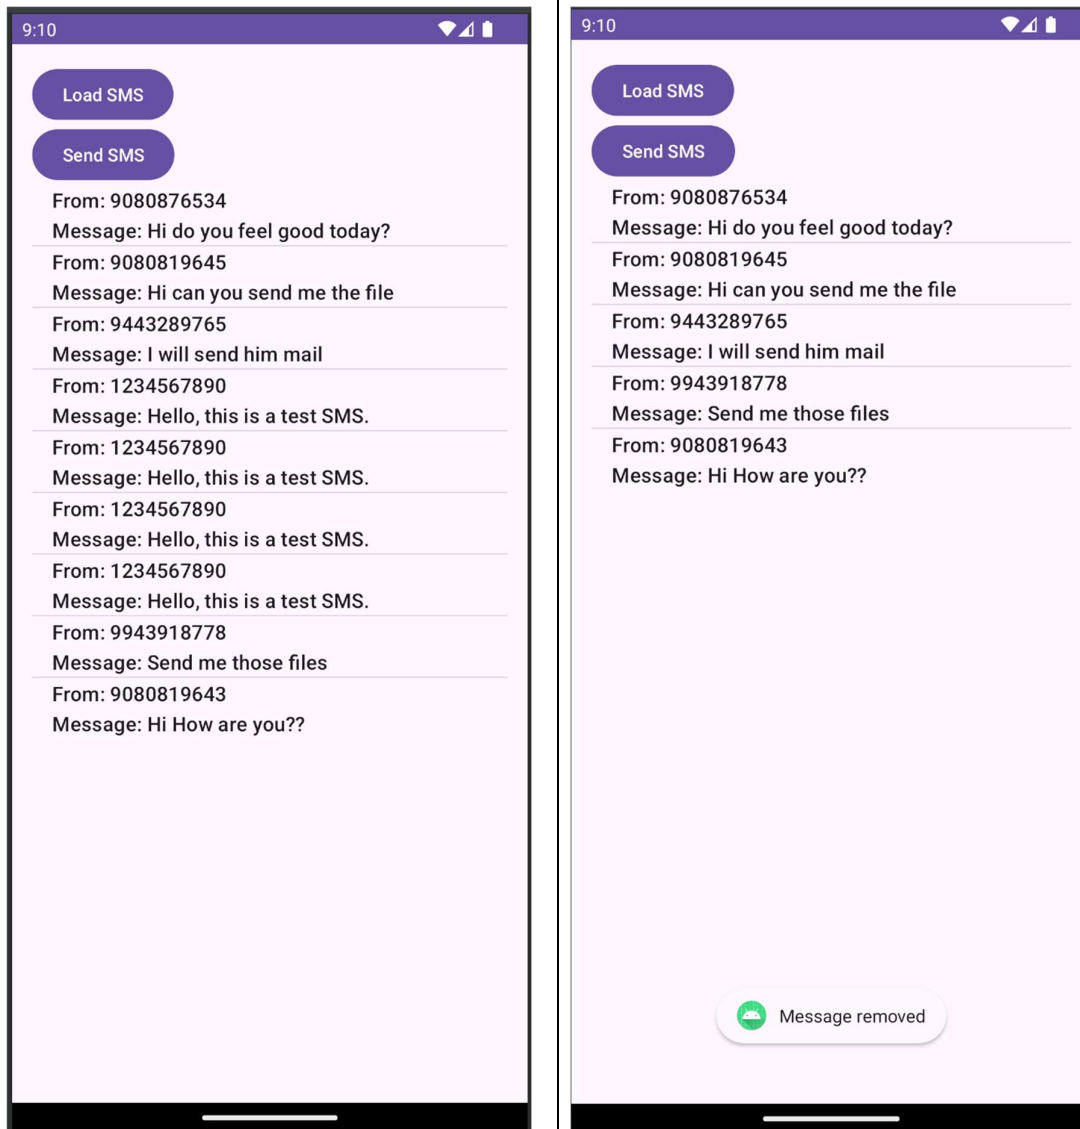 9:10
Load SMS
Send SMS
From: 9080876534
Message: Hi do you feel good today?
From: 9080819645
Message: Hi can you send me the file
From: 9443289765
Message: I will send him mail
From: 1234567890
Message: Hello, this is a test SMS.
From: 1234567890
Message: Hello, this is a test SMS.
From: 1234567890
Message: Hello, this is a test SMS.
From: 1234567890
Message: Hello, this is a test SMS.
From: 9943918778
Message: Send me those files
From: 9080819643
Message: Hi How are you??
9:10
Load SMS
Send SMS
From: 9080876534
Message: Hi do you feel good today?
From: 9080819645
Message: Hi can you send me the file
From: 9443289765
Message: I will send him mail
From: 9943918778
Message: Send me those files
From: 9080819643
Message: Hi How are you??
Message removed